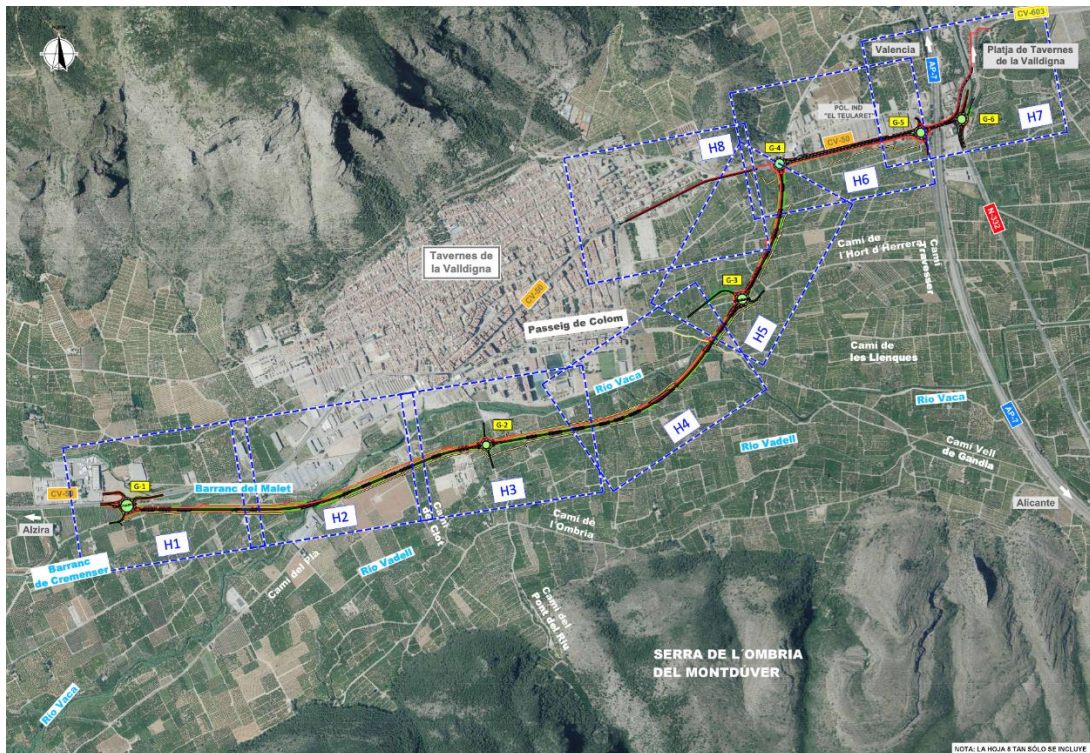 CV-603
Valencia
AP-7
Platja de Tavernes
de la Valldigna
POL. IND
"EL TEULARET"
G-5
G-6
H7
CV-50
G-4
H8
H6
N-332
Camí de
l'Hort d'Herrera
Camí
Travesser
Tavernes de
la Valldigna
G-3
CV-50
Passeig de Colom
H5
Camí de
les Llenques
Río Vaca
Río Vaca
AP-7
G-2
H4
Río Vadell
Camí Vell
de Gandia
G-1
CV-50
Barranc del Malet
H3
Alicante
Alzira
H1
H2
Camí
del Clot
Camí de
l'Ombria
Barranc
de Cremenser
Camí del Pla
Río Vadell
Camí del
Pont del Riu
SERRA DE L´OMBRIA
DEL MONTDÚVER
Río Vaca
NOTA: LA HOJA 8 TAN SÓLO SE INCLUYE